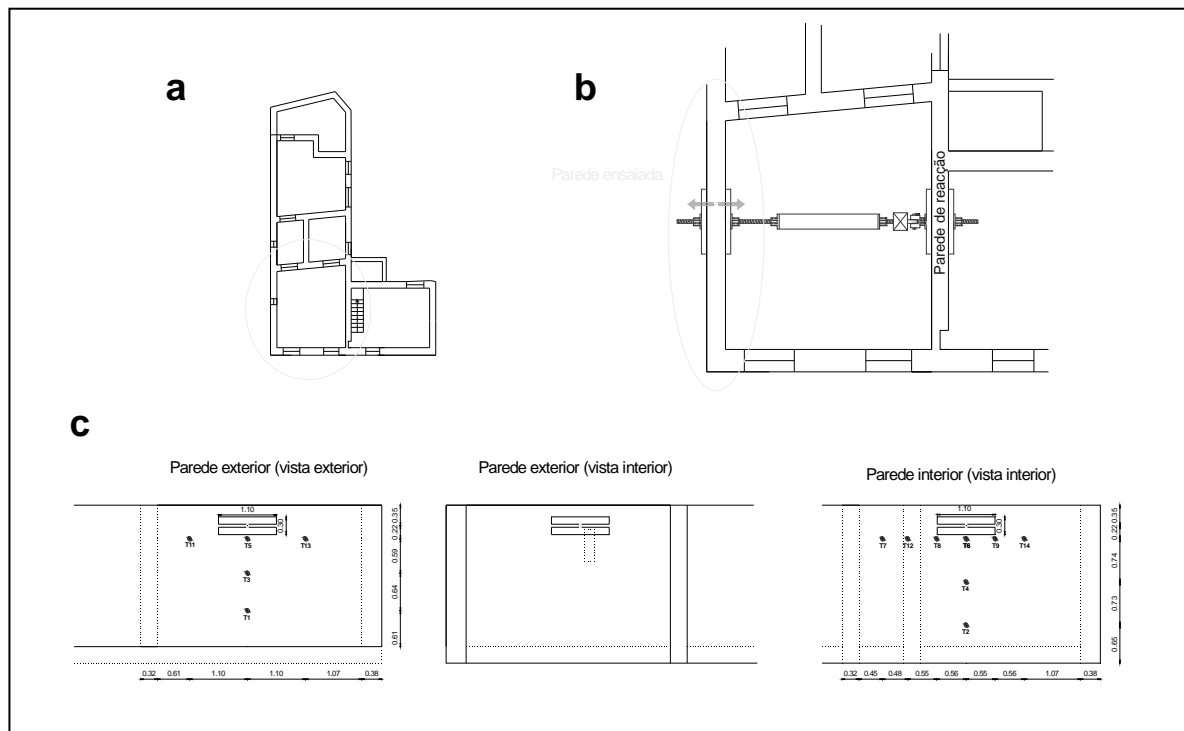 a
b
Parede ensaiada
Parede de reacção
c
Parede exterior (vista exterior)
Parede exterior (vista interior)
Parede interior (vista interior)
1.10
0.30
T11
T5
T13
T3
T1
0.35
0.22
0.59
0.64
0.61
0.32
0.61
1.10
1.10
1.07
0.38
1.10
0.30
T7
T12
T8
T6
T9
T14
T4
T2
0.35
0.22
0.74
0.73
0.65
0.32
0.45
0.48
0.55
0.56
0.55
0.56
1.07
0.38